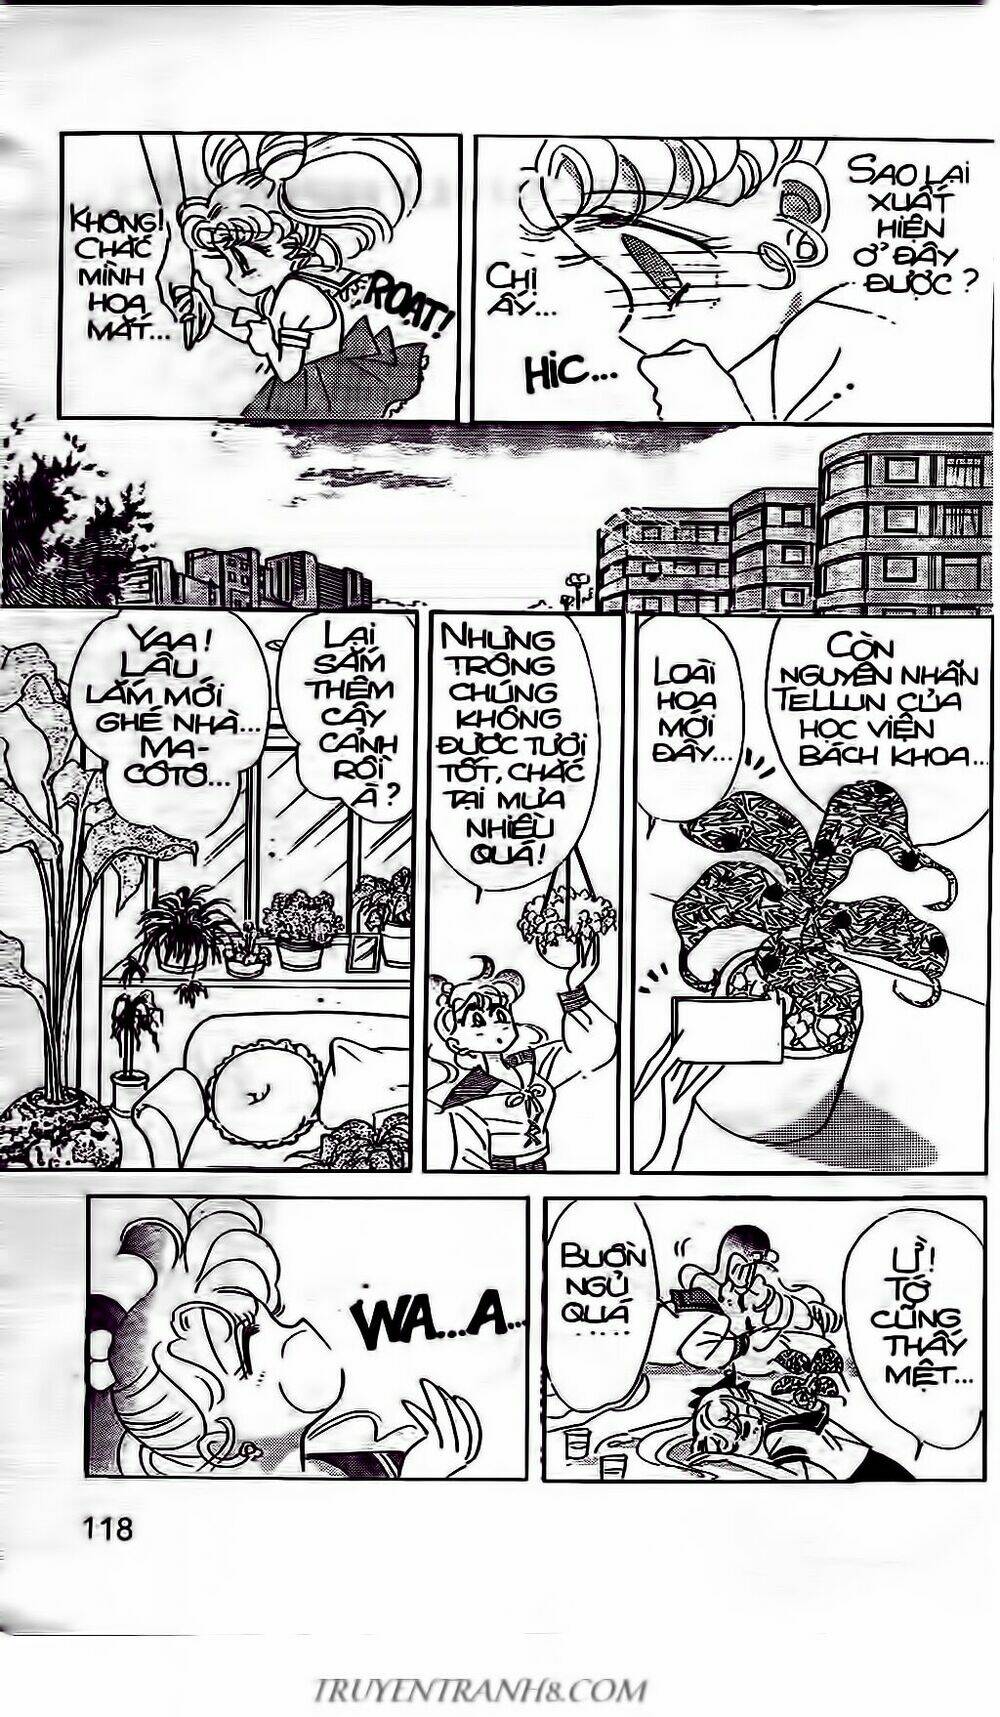 SAO LẠI
XUẤT
HIỆN
Ở ĐÂY
ĐƯỢC?
CHỊ
ẤY...
HIC...
KHÔNG!
CHẮC
MÌNH
HOA
MẮT...
ROẠT!
CÒN
NGUYÊN NHÃN
TELLUN CỦA
HỌC VIỆN
BÁCH KHOA...
LOÀI
HOA
MỚI
ĐẤY...
NHƯNG
TRÔNG
CHÚNG
KHÔNG
ĐƯỢC TƯƠI
TỐT, CHẮC
TẠI MƯA
NHIỀU
QUÁ!
LẠI
SẮM
THÊM
CÂY
CẢNH
RỒI
À?
YAA!
LÂU
LẮM MỚI
GHÉ NHÀ...
MA-
CÔTÔ...
Ừ!
TỚ
CŨNG
THẤY
MỆT...
BUỒN
NGỦ
QUÁ
.....
WA...A...
118
TRUYENTRANH8.COM